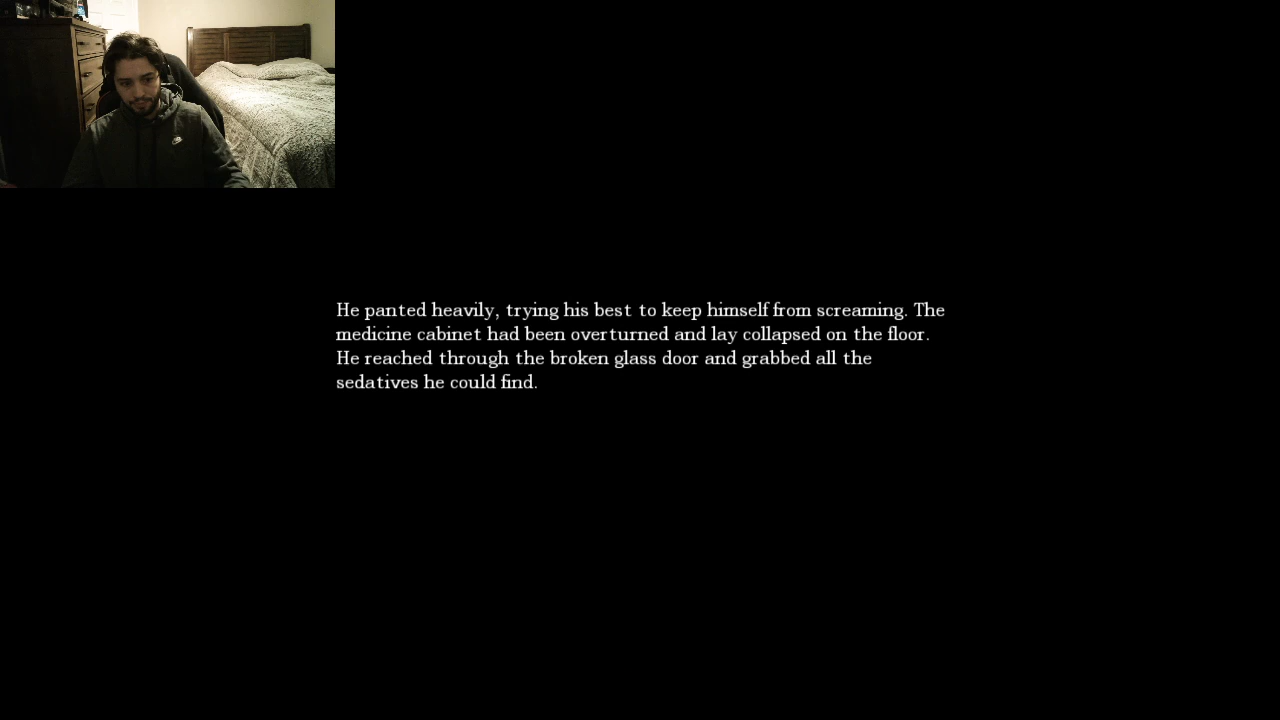 He panted heavily, trying his best to keep himself from screaming. The
medicine cabinet had been overturned and lay collapsed on the floor.
He reached through the broken glass door and grabbed all the
sedatives he could find.